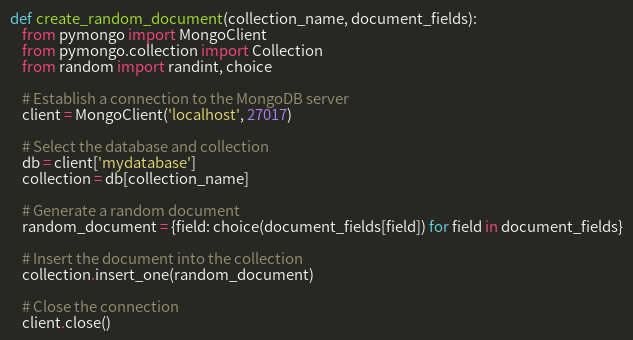 def create_random_document(collection_name, document_fields):
from pymongo import MongoClient
from pymongo.collection import Collection
from random import randint, choice
# Establish a connection to the MongoDB server
client = MongoClient('localhost', 27017)
# Select the database and collection
db = client['mydatabase']
collection = db[collection_name]
# Generate a random document
random_document = {field: choice(document_fields[field]) for field in document_fields}
# Insert the document into the collection
collection.insert_one(random_document)
# Close the connection
client.close()